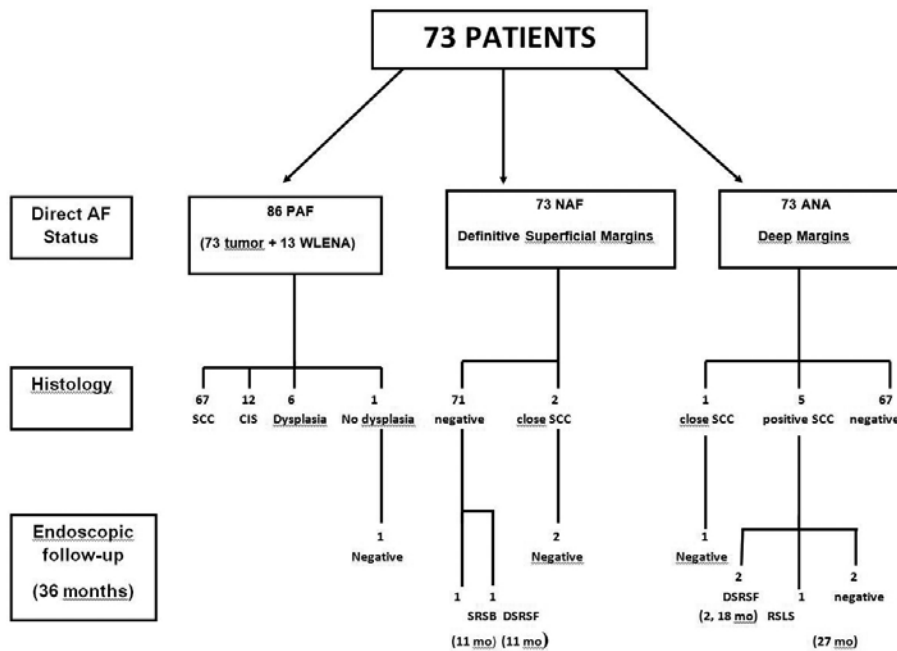 73 PATIENTS
Direct AF
Status
86 PAF
(73 tumor + 13 WLENA)
73 NAF
Definitive Superficial Margins
73 ANA
Deep Margins
Histology
67
SCC
12
CIS
6
Dysplasia
1
No dysplasia
71
negative
2
close SCC
1
close SCC
5
positive SCC
67
negative
Endoscopic
follow-up
(36 months)
1
Negative
1
SRSB
(11 mo)
1
DSRSF
(11 mo)
2
Negative
1
Negative
2
DSRSF
(2, 18 mo)
1
RSLS
(27 mo)
2
negative